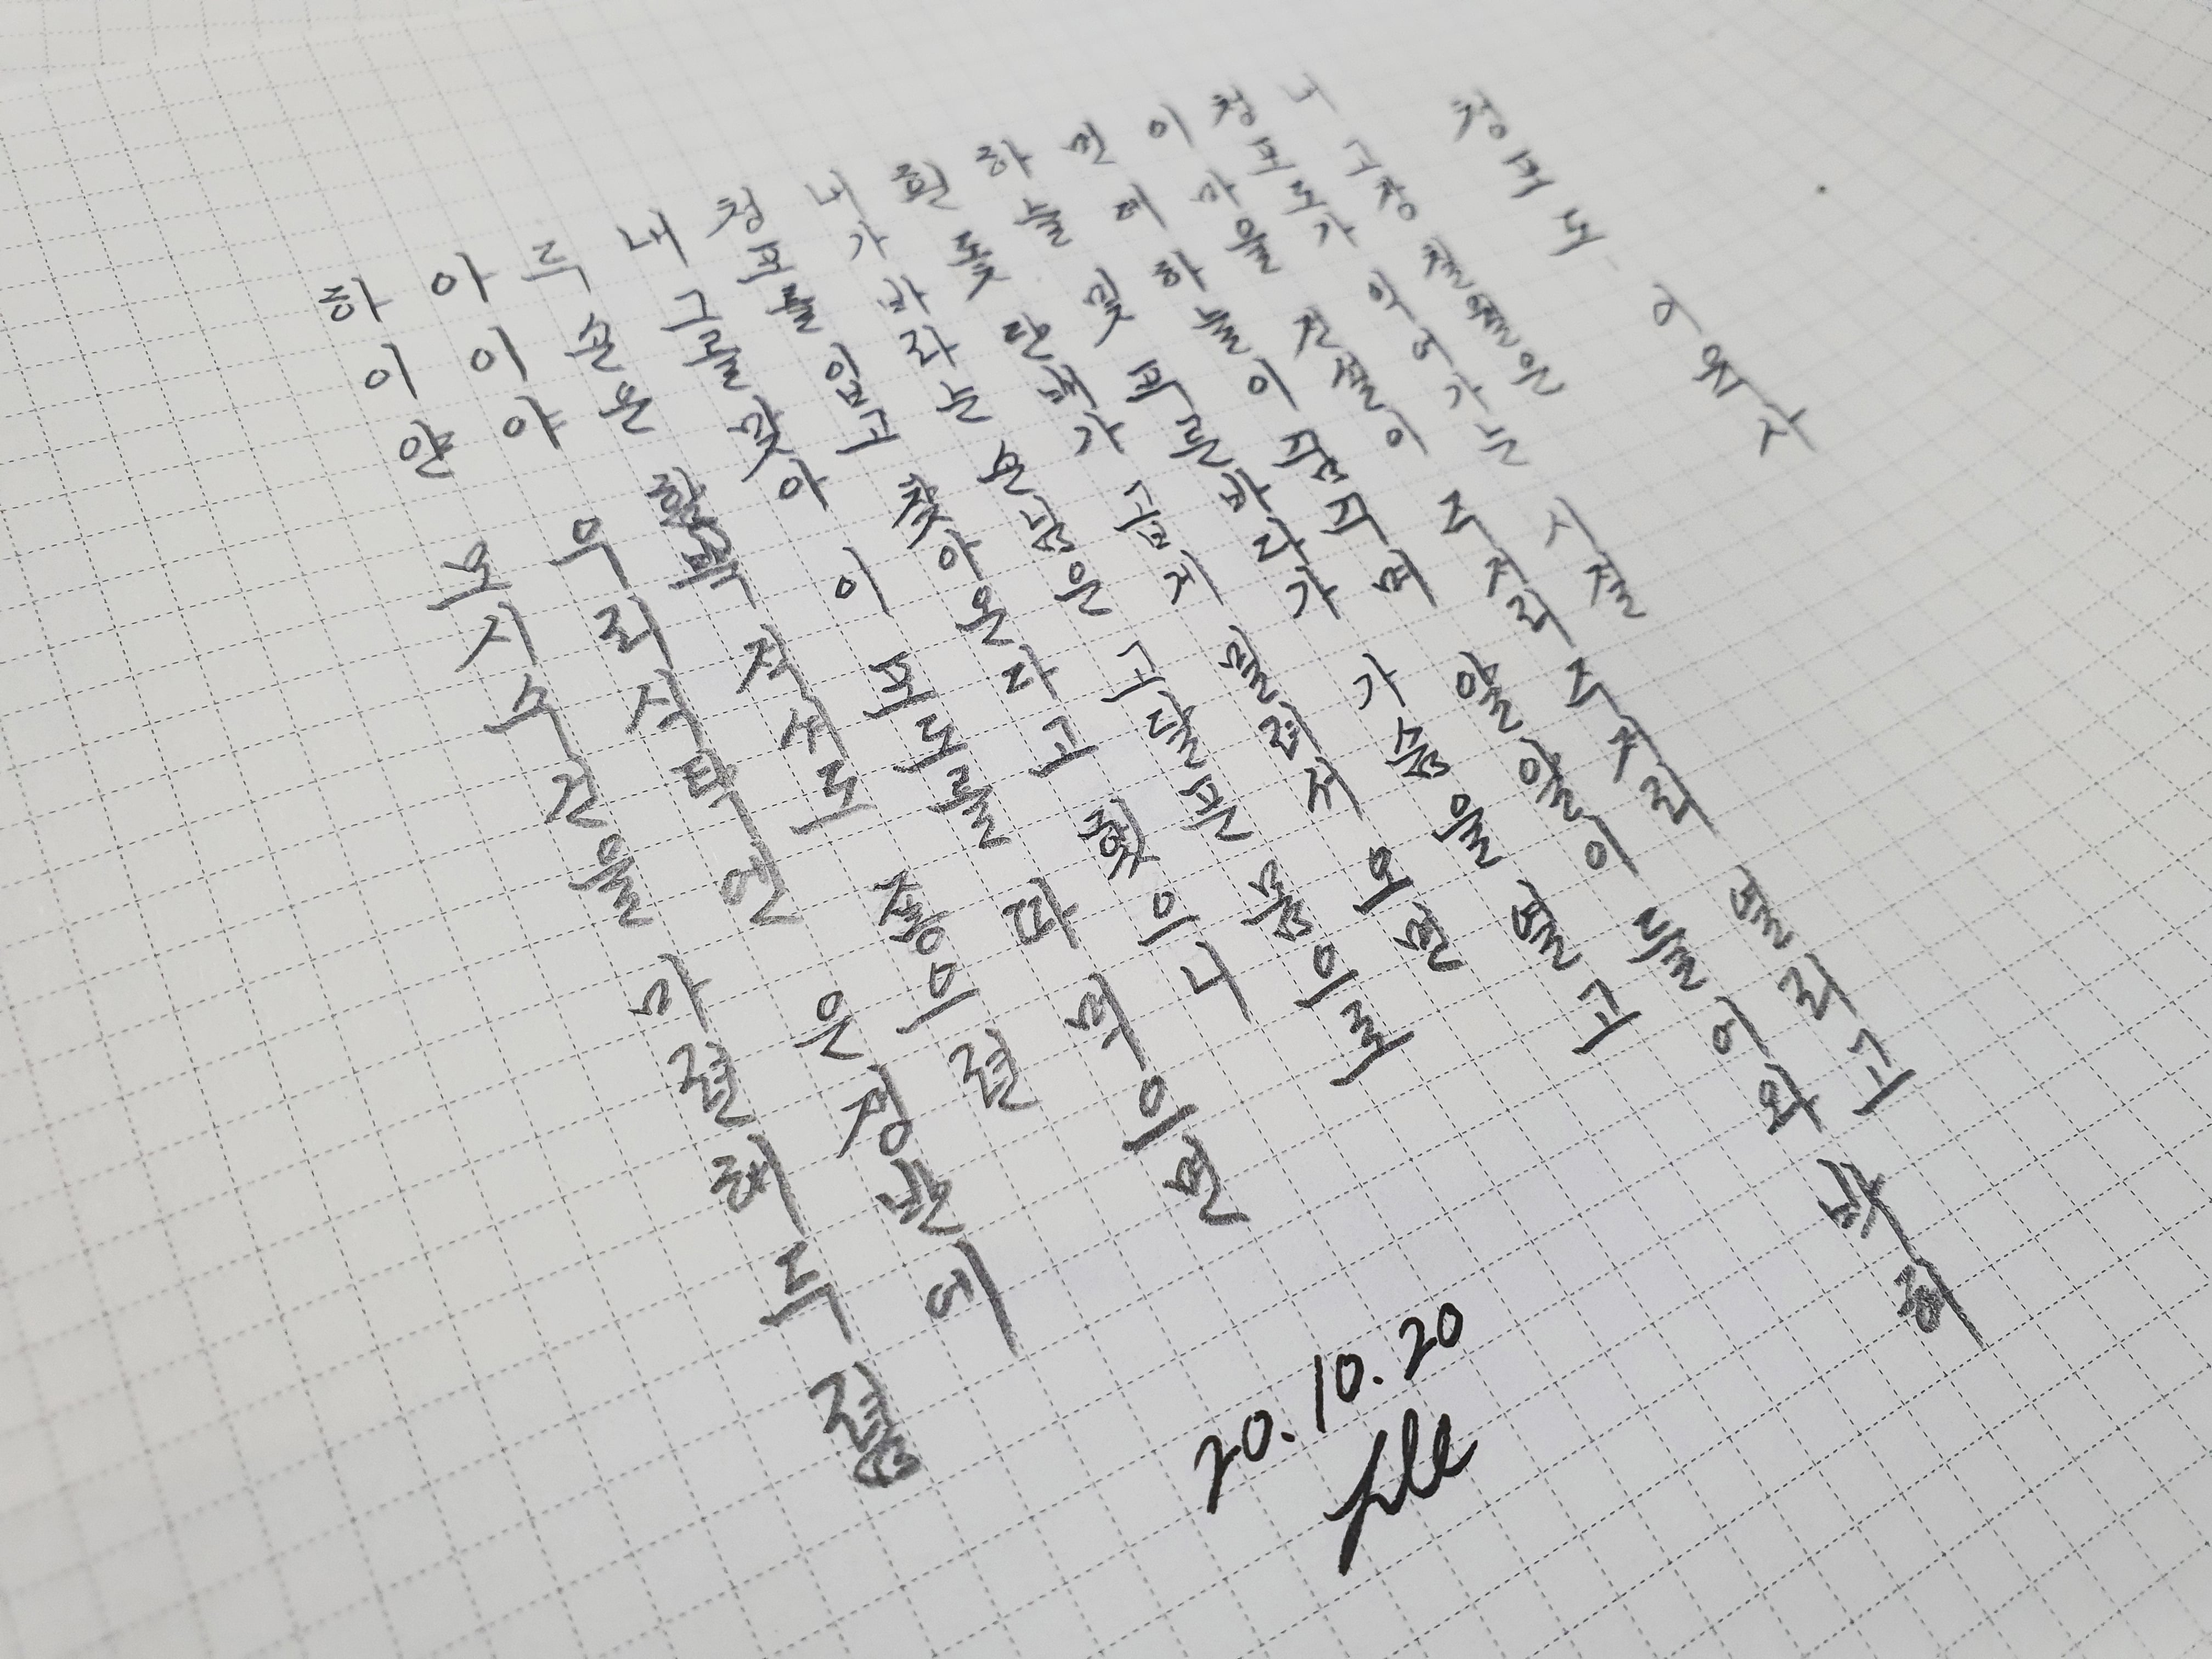 청포도 이육사
내 고장 칠월은
청포도가 익어가는 시절
이 마을 전설이 주저리 주저리 열리고
먼 데 하늘이 꿈꾸며 알알이 들어와 박혀
하늘 밑 푸른 바다가 가슴을 열고
흰 돛단배가 곱게 밀려서 오면
내가 바라는 손님은 고달픈 몸으로
청포를 입고 찾아온다고 했으니
내 그를 맞아 이 포도를 따 먹으면
두 손은 함뿍 적셔도 좋으련
아이야 우리 식탁엔 은쟁반에
하이얀 모시 수건을 마련해 두렴
20.10.20